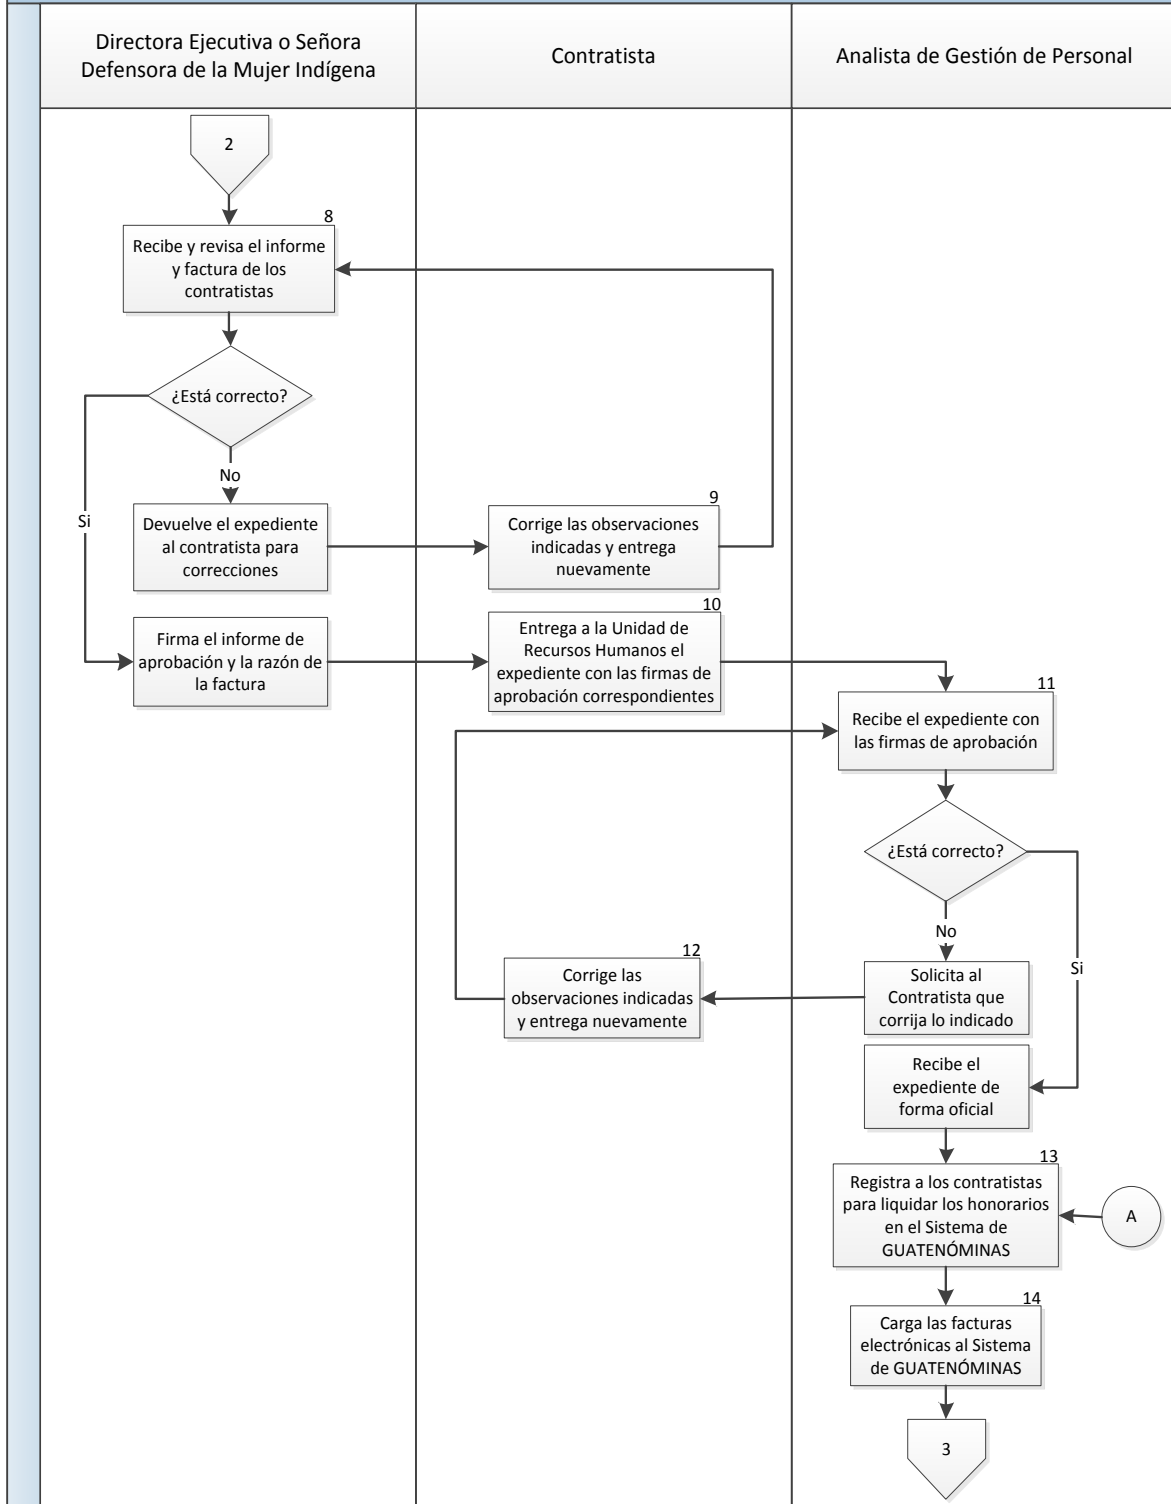 Directora Ejecutiva o Señora
Defensora de la Mujer Indígena
Contratista
Analista de Gestión de Personal
2
8
Recibe y revisa el informe
y factura de los
contratistas
¿Está correcto?
No
Si
Devuelve el expediente
al contratista para
correcciones
9
Corrige las observaciones
indicadas y entrega
nuevamente
Firma el informe de
aprobación y la razón de
la factura
10
Entrega a la Unidad de
Recursos Humanos el
expediente con las firmas de
aprobación correspondientes
11
Recibe el expediente con
las firmas de aprobación
¿Está correcto?
No
Si
Solicita al
Contratista que
corrija lo indicado
12
Corrige las
observaciones indicadas
y entrega nuevamente
Recibe el
expediente de
forma oficial
13
Registra a los contratistas
para liquidar los honorarios
en el Sistema de
GUATENÓMINAS
A
14
Carga las facturas
electrónicas al Sistema
de GUATENÓMINAS
3